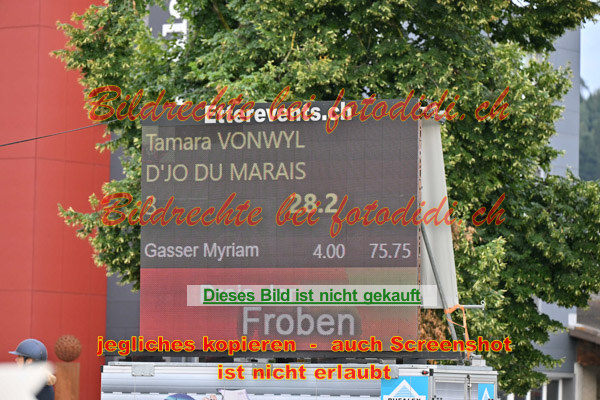 Bildrechte bei fotodidi.ch
Etterevents.ch
Tamara VONWYL
D'JO DU MARAIS
28.2
Bildrechte bei fotodidi.ch
Gasser Myriam 4.00 75.75
Dieses Bild ist nicht gekauft
Froben
jegliches kopieren - auch Screenshot
ist nicht erlaubt